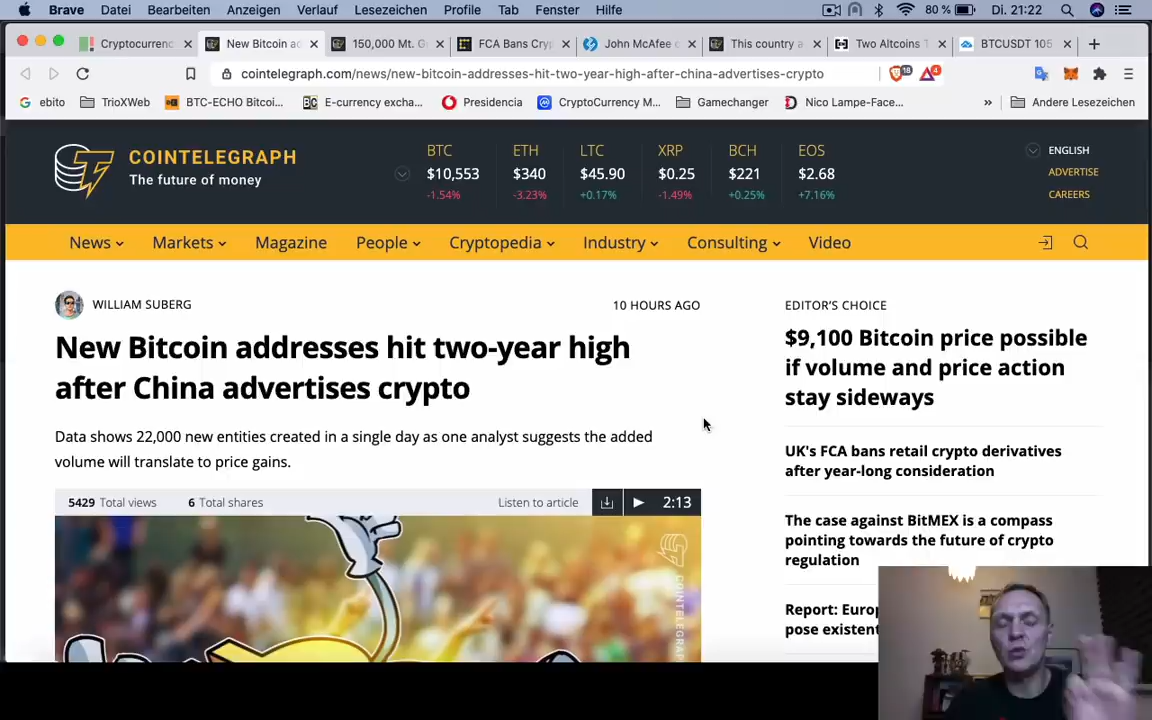 Brave Datei Bearbeiten Anzeigen Verlauf Lesezeichen Profile Tab Fenster Hilfe 80 % Di. 21:22
Cryptocurrenc New Bitcoin ad 150,000 Mt. G FCA Bans Cryp John McAfee c This country a Two Altcoins T BTCUSDT 105
cointelegraph.com/news/new-bitcoin-addresses-hit-two-year-high-after-china-advertises-crypto 18 4
ebito TrioXWeb BTC-ECHO Bitcoi... E-currency excha... Presidencia CryptoCurrency M... Gamechanger Nico Lampe-Face... » Andere Lesezeichen
COINTELEGRAPH
The future of money
BTC ETH LTC XRP BCH EOS
$10,553 $340 $45.90 $0.25 $221 $2.68
-1.54% -3.23% +0.17% -1.49% +0.25% +7.16%
ENGLISH
ADVERTISE
CAREERS
News Markets Magazine People Cryptopedia Industry Consulting Video
WILLIAM SUBERG 10 HOURS AGO
New Bitcoin addresses hit two-year high
after China advertises crypto
Data shows 22,000 new entities created in a single day as one analyst suggests the added
volume will translate to price gains.
5429 Total views 6 Total shares Listen to article 2:13
COINTELEGRAPH
EDITOR'S CHOICE
$9,100 Bitcoin price possible
if volume and price action
stay sideways
UK's FCA bans retail crypto derivatives
after year-long consideration
The case against BitMEX is a compass
pointing towards the future of crypto
regulation
Report: Euro
pose existent